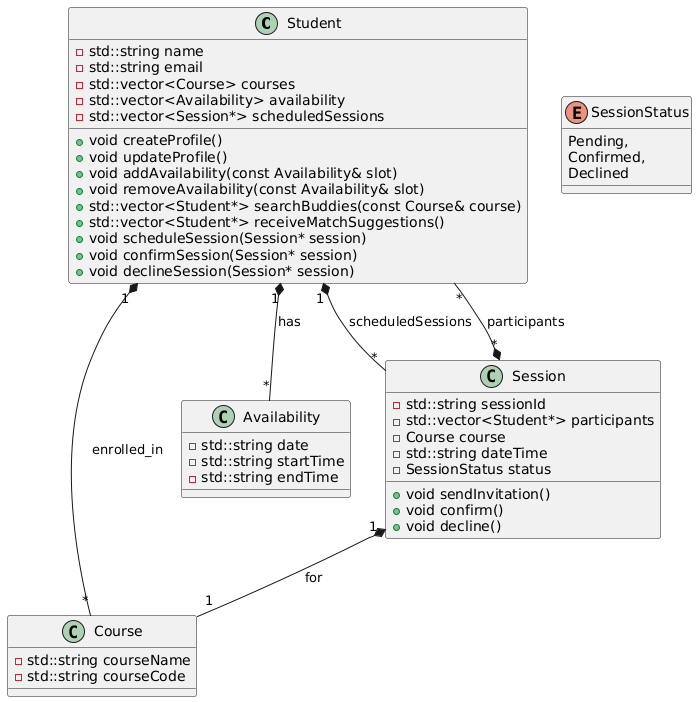 C Student
std::string name
std::string email
std::vector<Course> courses
std::vector<Availability> availability
std::vector<Session*> scheduledSessions
void createProfile()
void updateProfile()
void addAvailability(const Availability& slot)
void removeAvailability(const Availability& slot)
std::vector<Student*> searchBuddies(const Course& course)
std::vector<Student*> receiveMatchSuggestions()
void scheduleSession(Session* session)
void confirmSession(Session* session)
void declineSession(Session* session)
E SessionStatus
Pending,
Confirmed,
Declined
1
1
1
*
has
scheduledSessions
participants
*
*
*
C Session
std::string sessionId
std::vector<Student*> participants
Course course
std::string dateTime
SessionStatus status
void sendInvitation()
void confirm()
void decline()
C Availability
std::string date
std::string startTime
std::string endTime
enrolled_in
1
for
*
1
C Course
std::string courseName
std::string courseCode